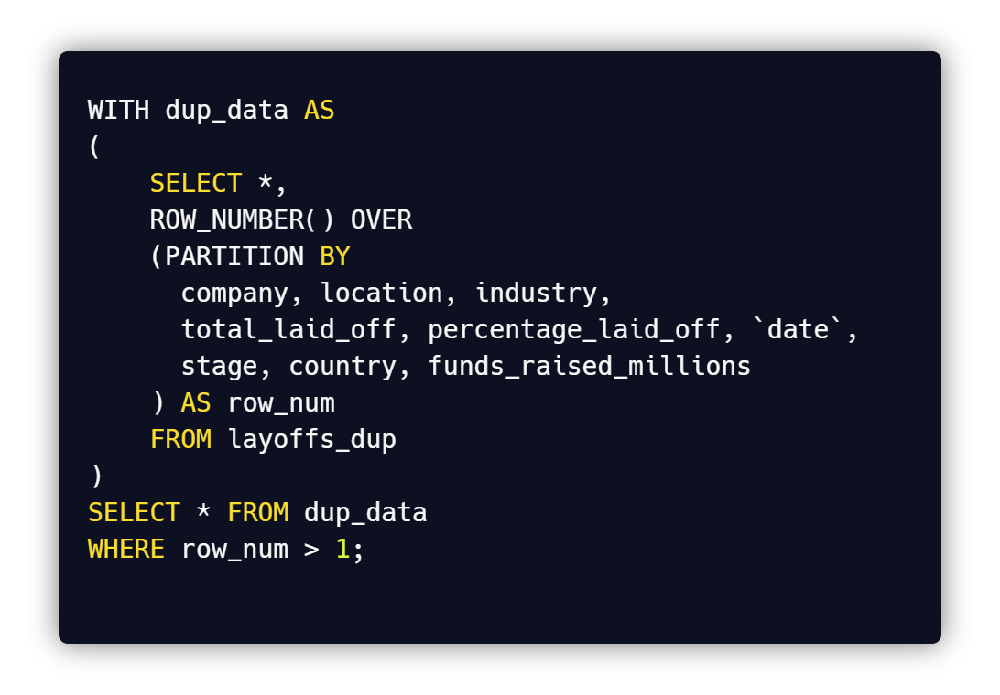 WITH dup_data AS
(
    SELECT *,
    ROW_NUMBER() OVER
    (PARTITION BY
      company, location, industry,
      total_laid_off, percentage_laid_off, `date`,
      stage, country, funds_raised_millions
    ) AS row_num
    FROM layoffs_dup
)
SELECT * FROM dup_data
WHERE row_num > 1;